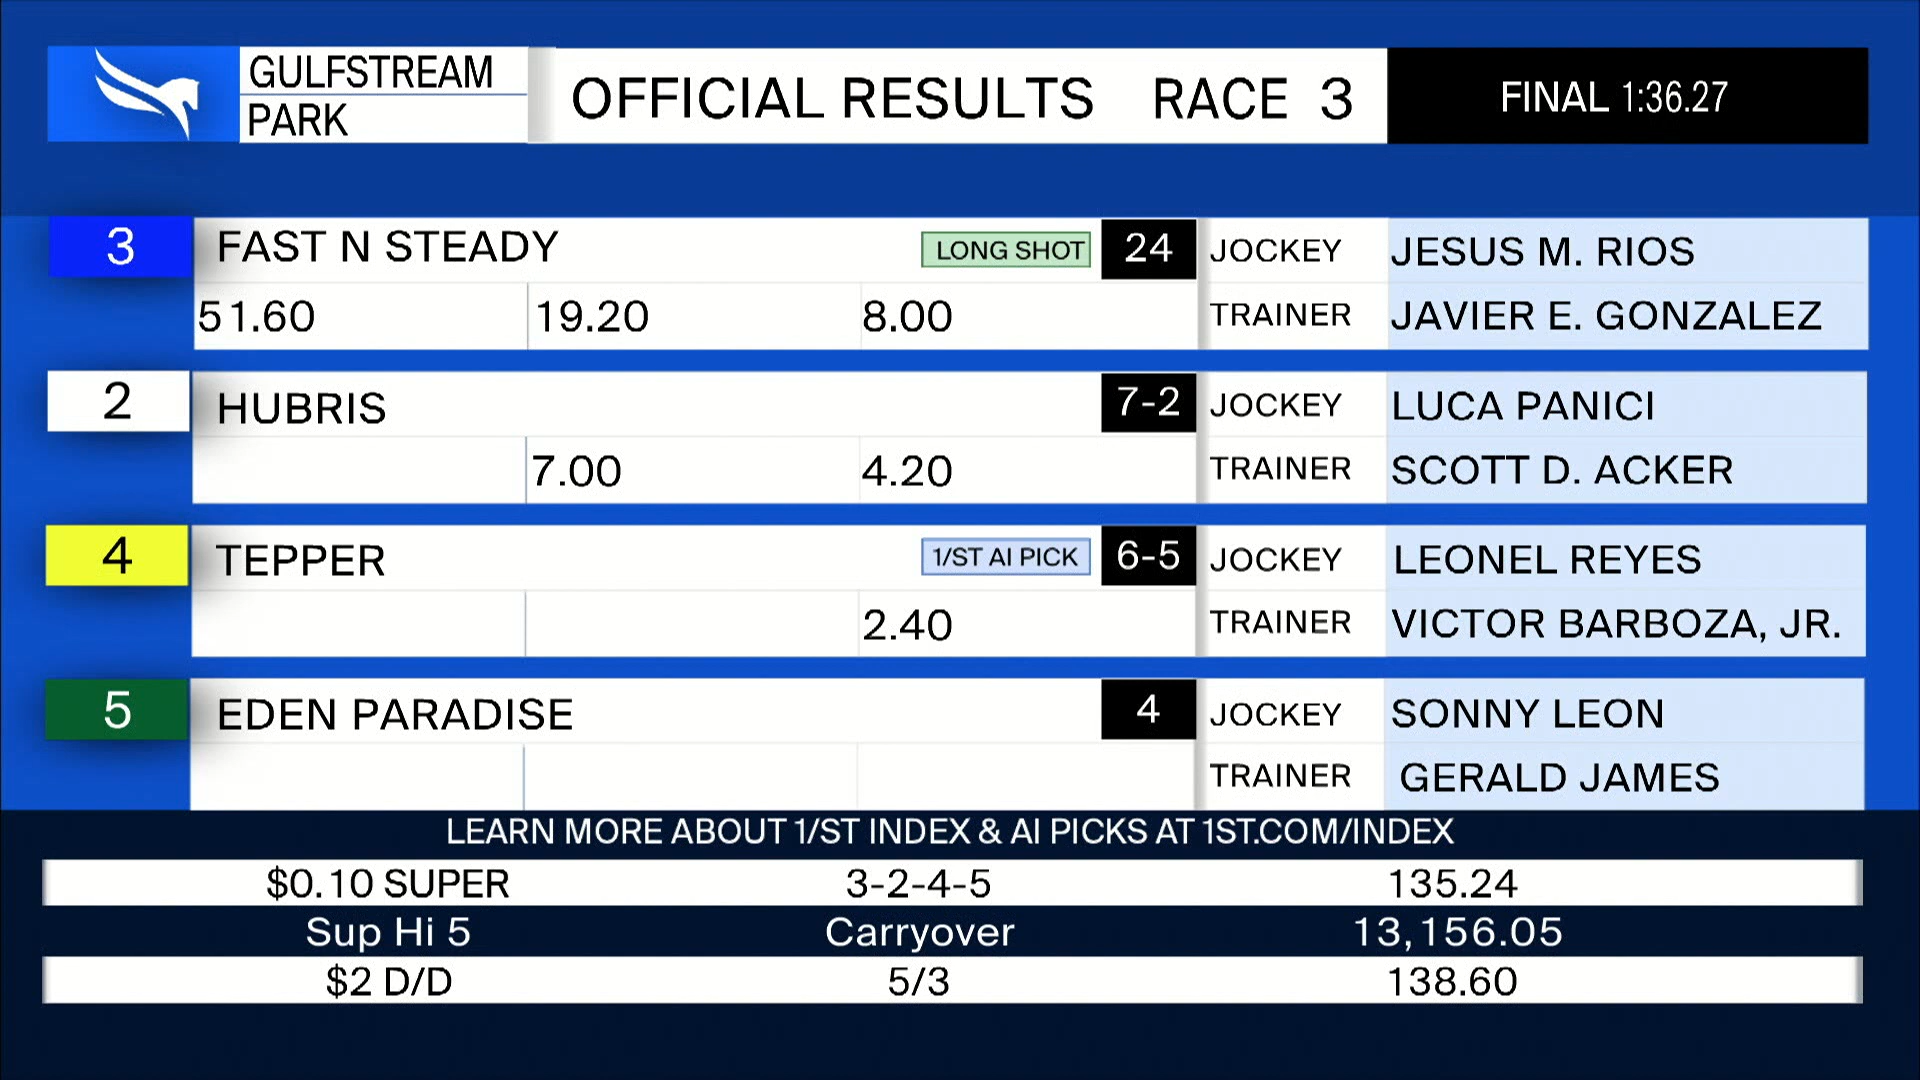 GULFSTREAM
PARK
OFFICIAL RESULTS RACE 3
FINAL 1:36.27
3 FAST N STEADY LONG SHOT 24 JOCKEY JESUS M. RIOS
51.60 19.20 8.00 TRAINER JAVIER E. GONZALEZ
2 HUBRIS 7-2 JOCKEY LUCA PANICI
7.00 4.20 TRAINER SCOTT D. ACKER
4 TEPPER 1/ST AI PICK 6-5 JOCKEY LEONEL REYES
2.40 TRAINER VICTOR BARBOZA, JR.
5 EDEN PARADISE 4 JOCKEY SONNY LEON
TRAINER GERALD JAMES
LEARN MORE ABOUT 1/ST INDEX & AI PICKS AT 1ST.COM/INDEX
$0.10 SUPER 3-2-4-5 135.24
Sup Hi 5 Carryover 13,156.05
$2 D/D 5/3 138.60